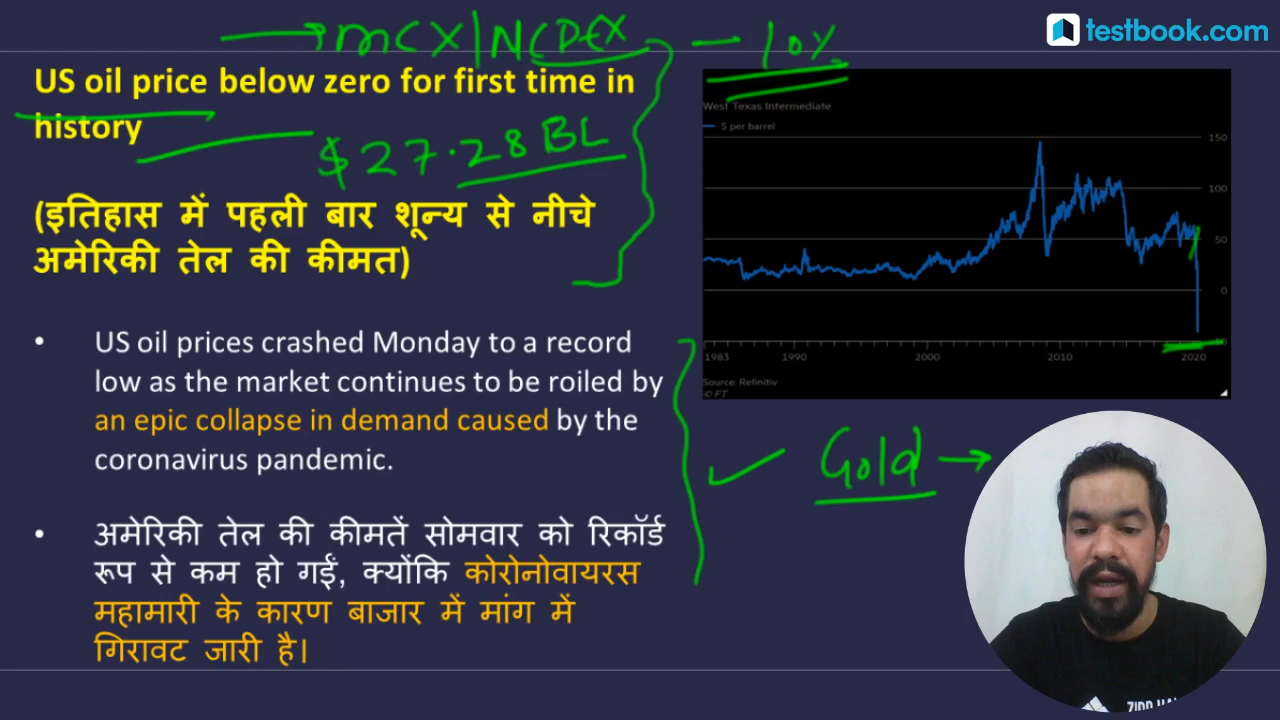 → MCX|NCDEX — 10%
testbook.com
US oil price below zero for first time in
history
$27.28 BL
(इतिहास में पहली बार शून्य से नीचे
अमेरिकी तेल की कीमत)
US oil prices crashed Monday to a record
low as the market continues to be roiled by
an epic collapse in demand caused by the
coronavirus pandemic.
अमेरिकी तेल की कीमतें सोमवार को रिकॉर्ड
रूप से कम हो गईं, क्योंकि कोरोनोवायरस
महामारी के कारण बाजार में मांग में
गिरावट जारी है।
West Texas Intermediate
$ per barrel
150
100
50
0
1983 1990 2000 2010 2020
Source: Refinitiv
© FT
✓ Gold →